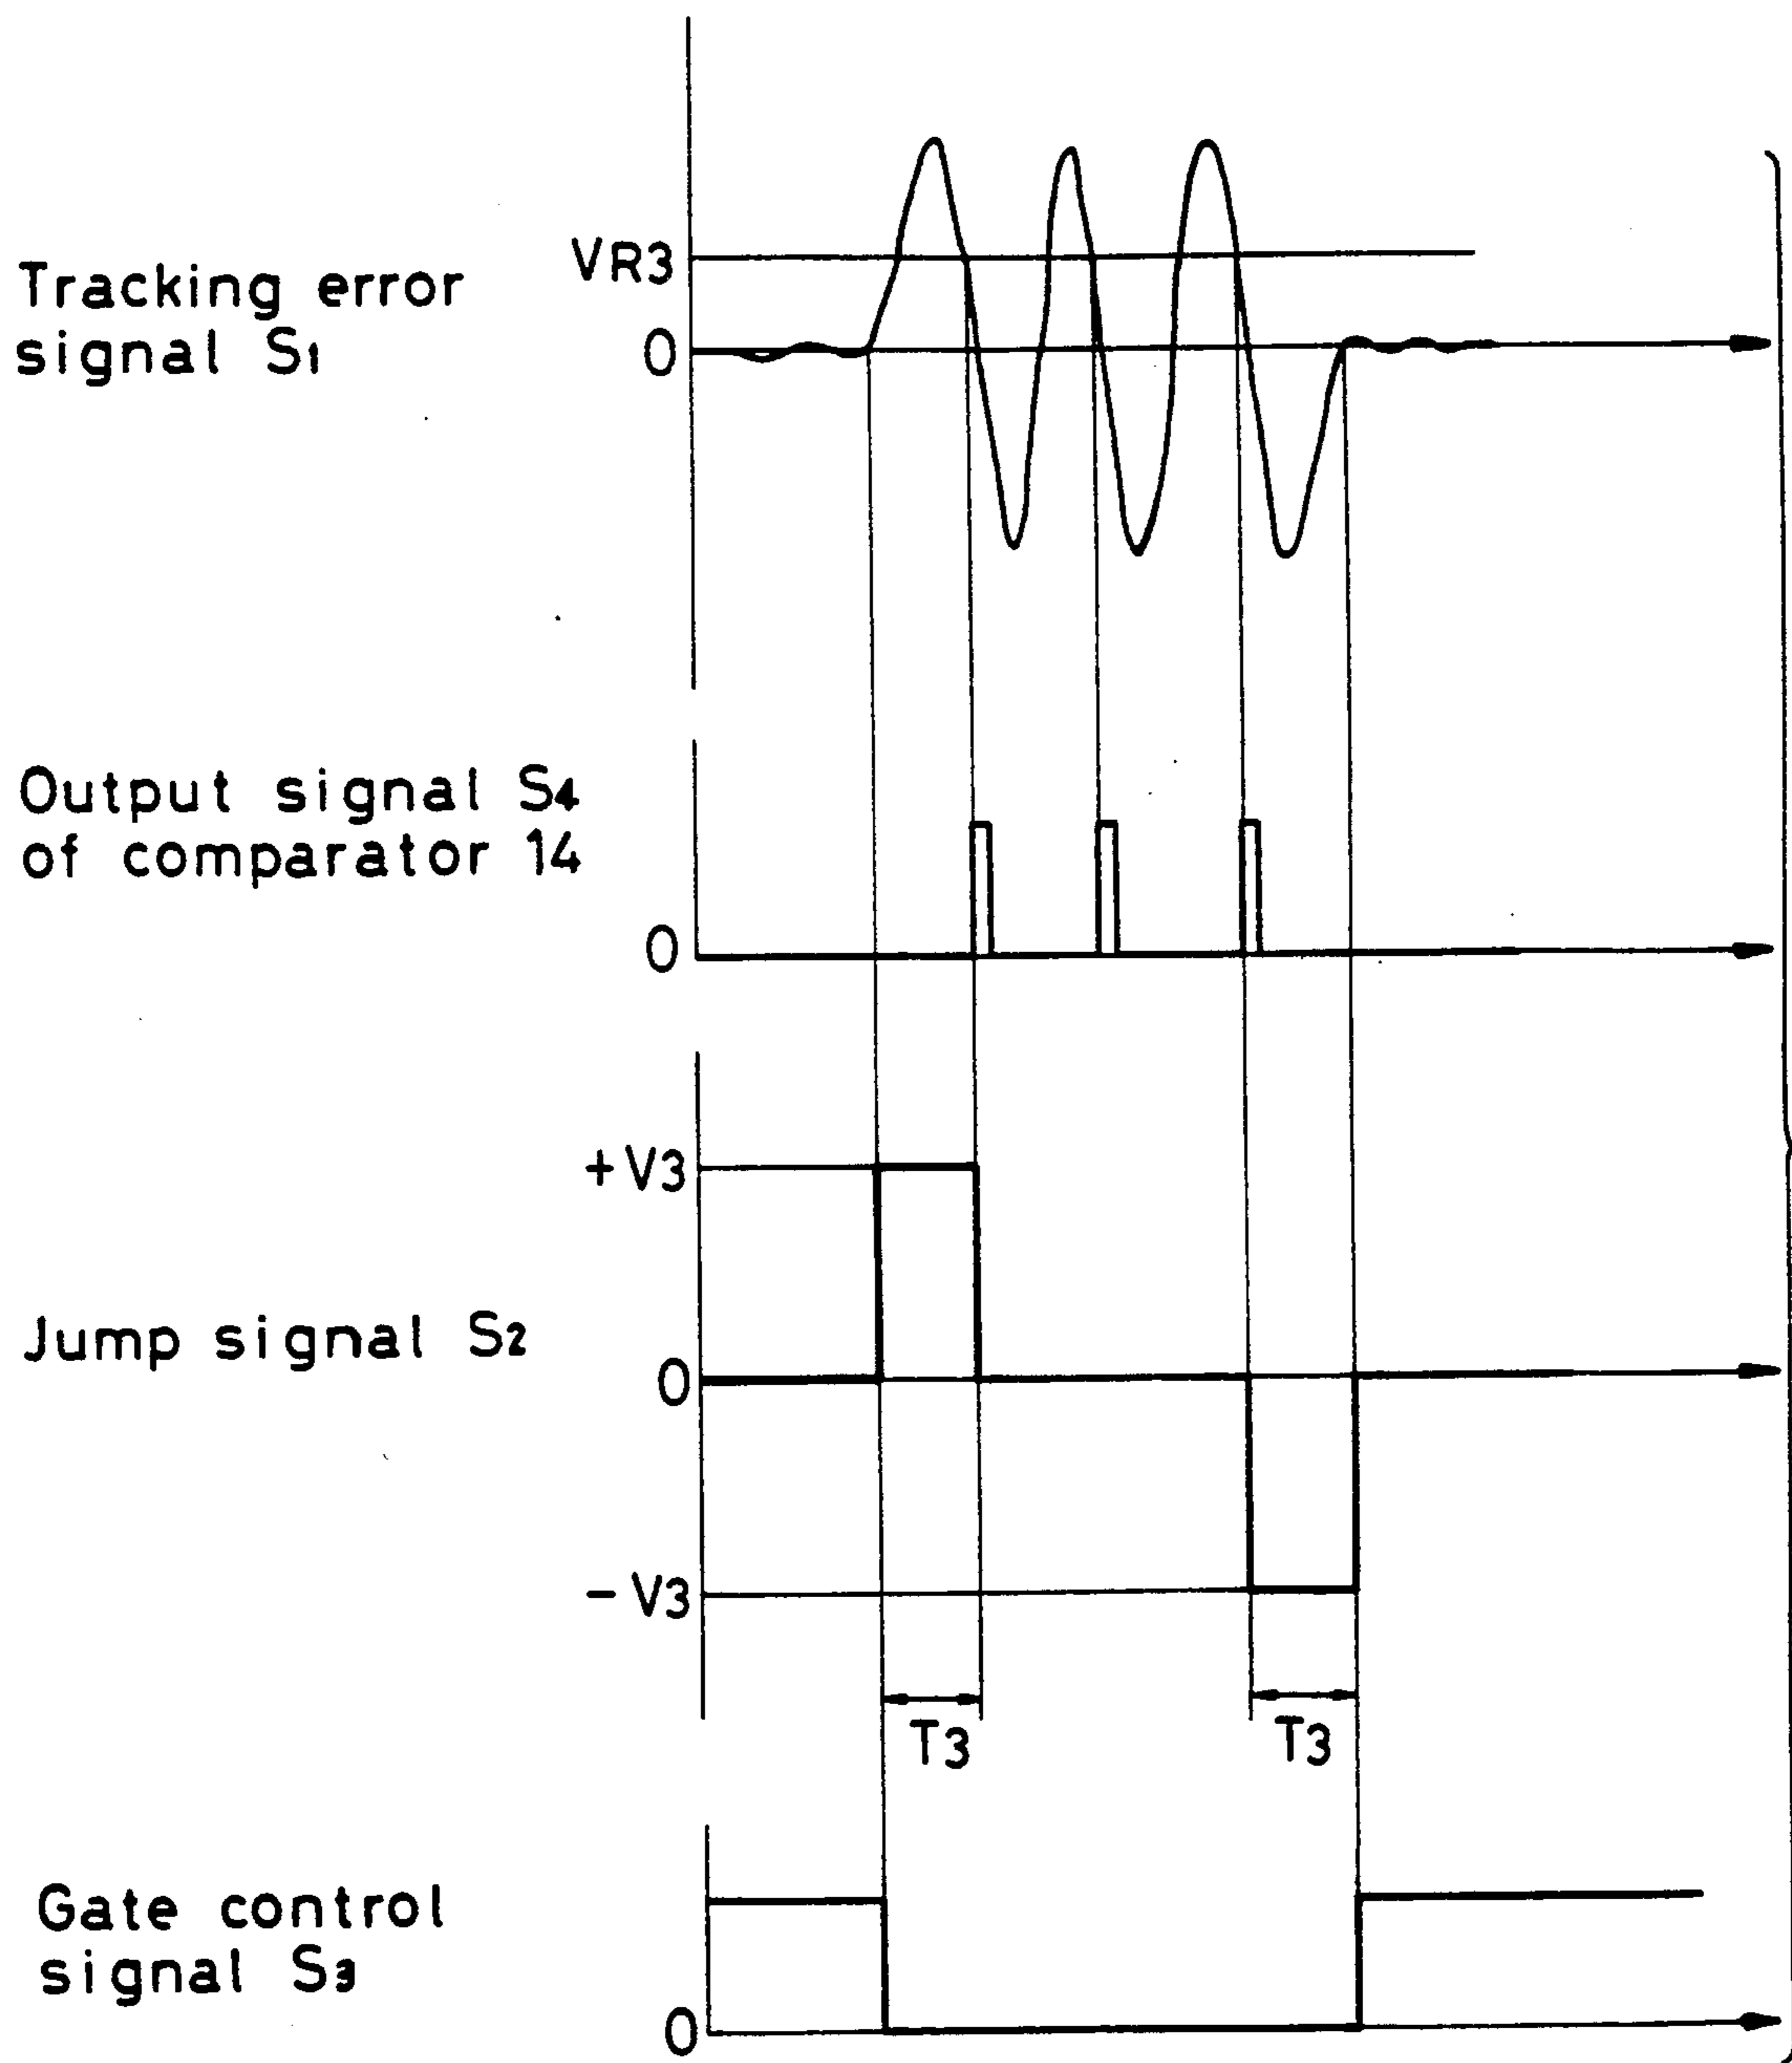 VR3
Tracking error
signal S1
0
Output signal S4
of comparator 14
0
+V3
Jump signal S2
0
-V3
T3 T3
Gate control
signal S3
0